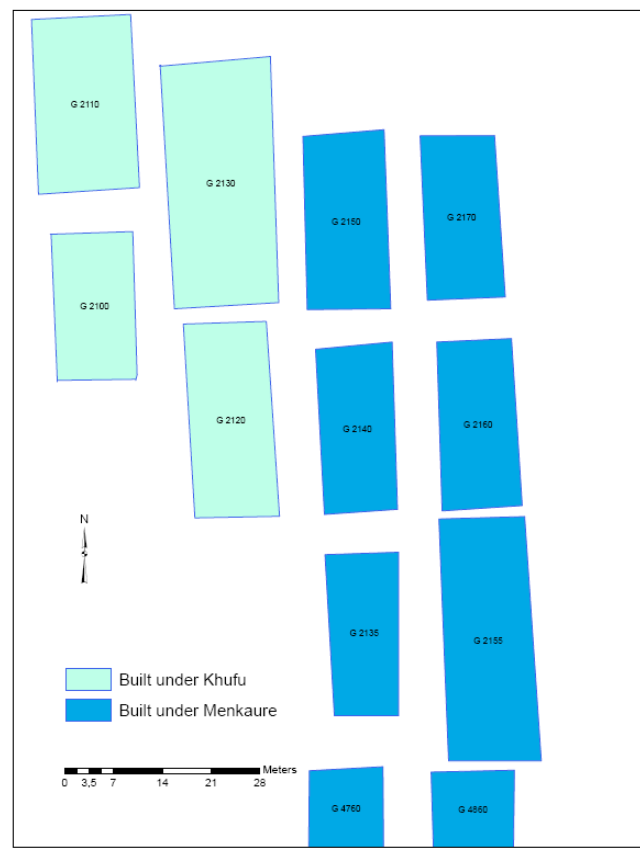 G 2110
G 2130
G 2150
G 2170
G 2100
G 2120
G 2140
G 2160
N
G 2135
G 2155
Built under Khufu
Built under Menkaure
Meters
0 3,5 7 14 21 28
G 4760
G 4860